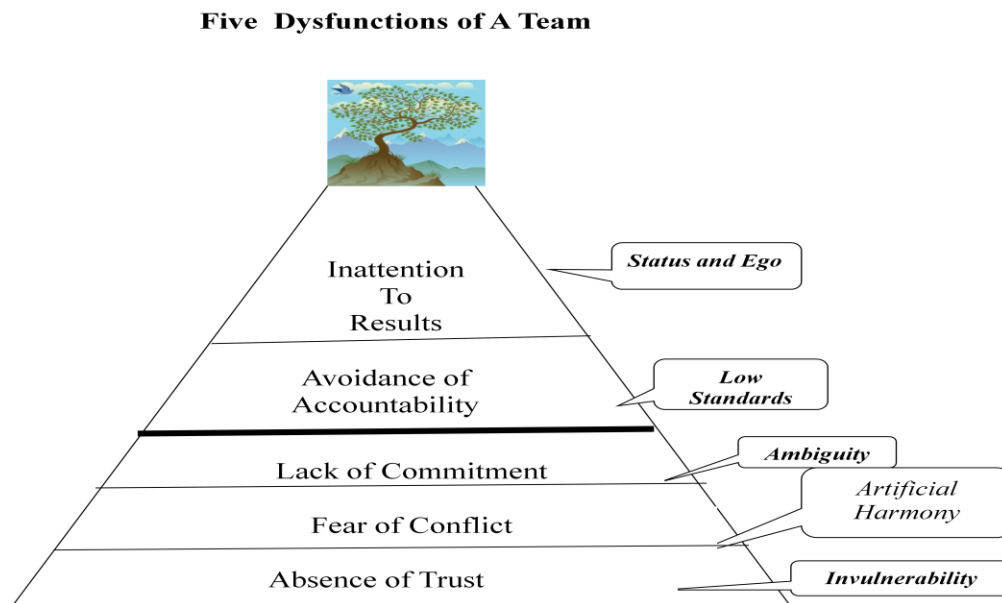 Five Dysfunctions of A Team
Status and Ego
Inattention
To
Results
Low
Standards
Avoidance of
Accountability
Ambiguity
Lack of Commitment
Artificial
Harmony
Fear of Conflict
Absence of Trust
Invulnerability